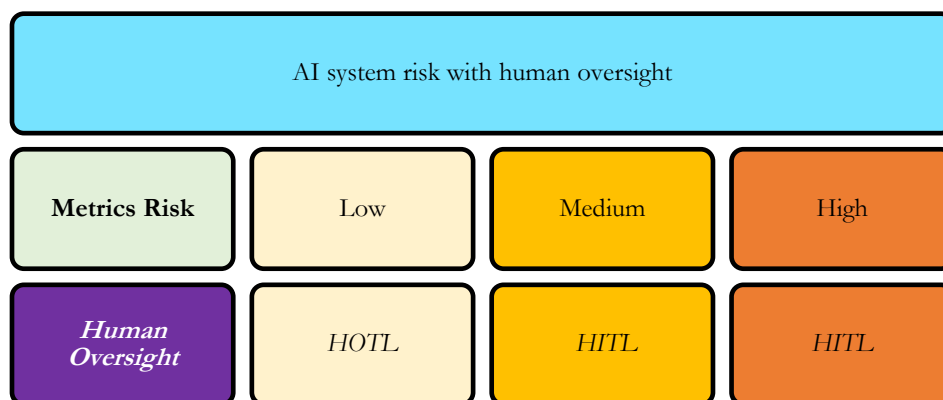 AI system risk with human oversight
Metrics Risk
Low
Medium
High
Human
Oversight
HOTL
HITL
HITL